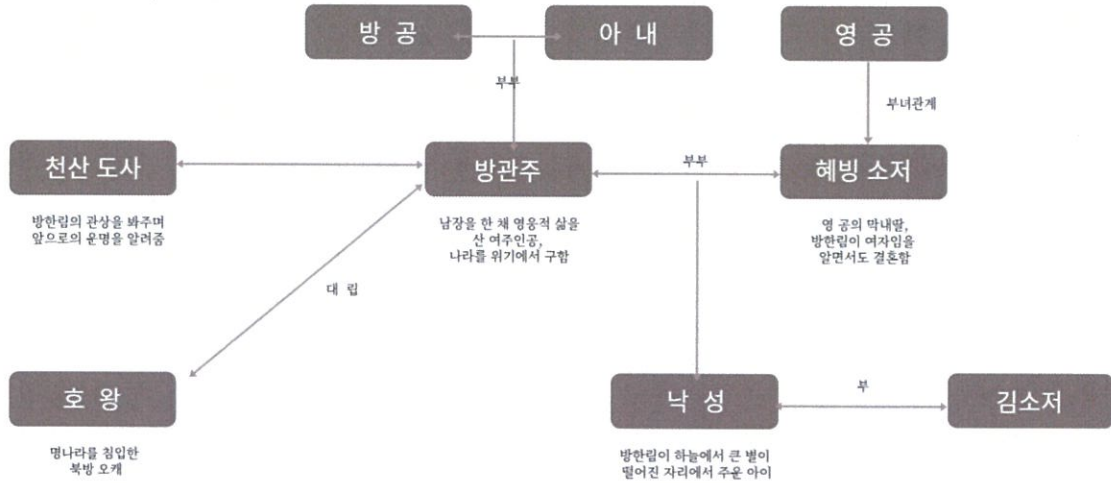 방 공
아 내
영 공
부부
부녀관계
천산 도사
방관주
부부
혜빙 소저
방한림의 관상을 봐주며
앞으로의 운명을 알려줌
남장을 한 채 영웅적 삶을
산 여주인공,
나라를 위기에서 구함
영 공의 막내딸,
방한림이 여자임을
알면서도 결혼함
대 립
호 왕
낙 성
부
김소저
명나라를 침입한
북방 오캐
방한림이 하늘에서 큰 별이
떨어진 자리에서 주운 아이